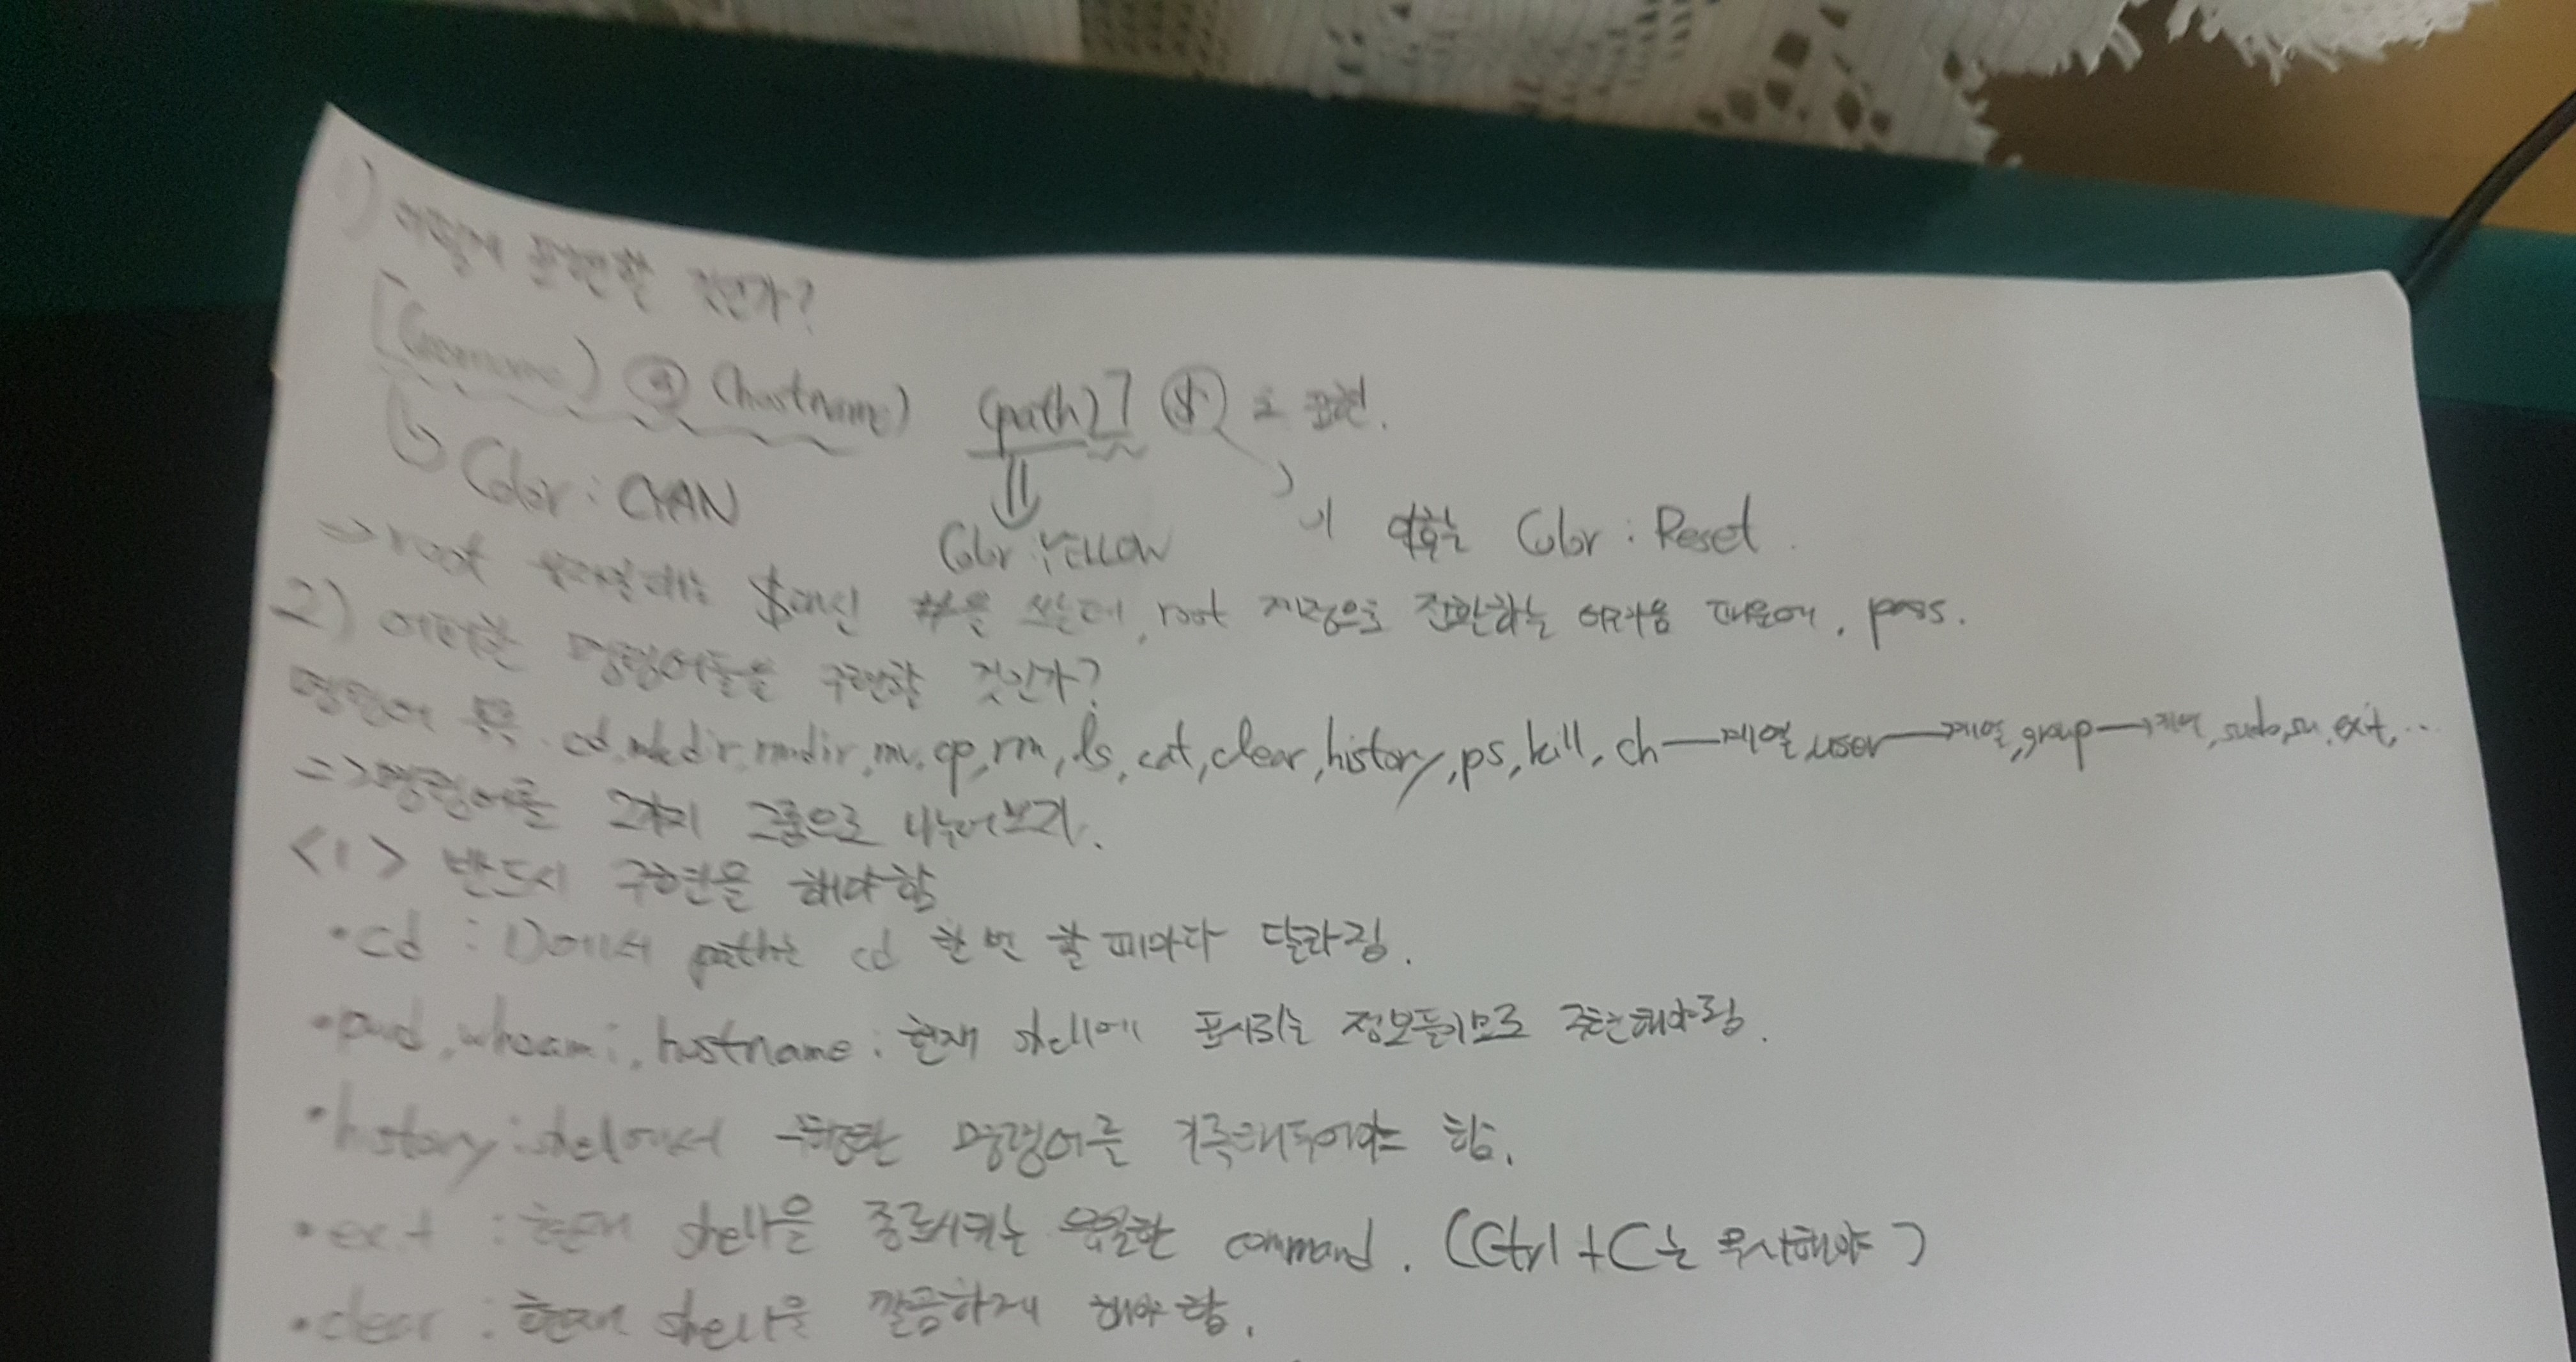 1) 어떻게 표현할 것인가?
[(username) @ (hostname) (path)] $ 로 표현.
Color : CYAN
Color : YELLOW
이 역할는 Color : Reset.
=> root 일때는 $대신 #을 쓰는데, root 계정으로 전환하는 어려움 때문에, pass.
2) 어떠한 명령어들을 구현할 것인가?
명령어 목록 : cd, mkdir, rmdir, mv, cp, rm, ls, cat, clear, history, ps, kill, ch—계열, user→계열, group→계열, sudo, su, exit, ...
=> 명령어를 2가지 그룹으로 나누어보기.
<1> 반드시 구현을 해야함
• cd : 1)에서 path는 cd 한 번 할 때마다 달라짐.
• pwd, whoami, hostname : 현재 shell에 표시되는 정보들이므로 구현해야됨.
• history : shell에서 수행한 명령어를 기록해두어야 함.
• exit : 현재 shell을 종료시키는 유일한 command. (Ctrl + C는 무시해야)
• clear : 현재 shell을 깔끔하게 해야 함.